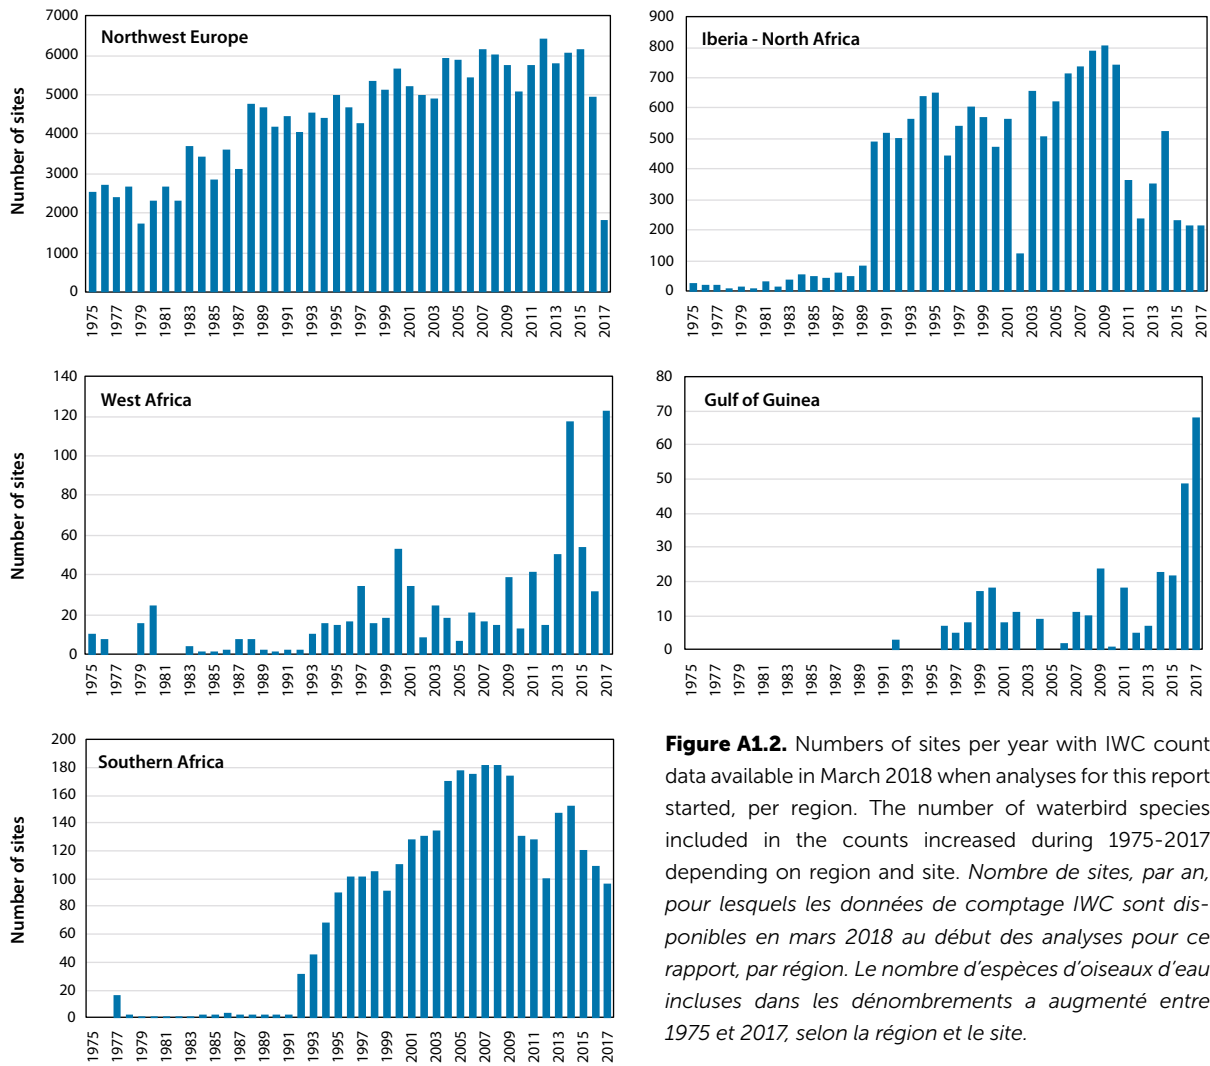 Northwest Europe
Number of sites
7000
6000
5000
4000
3000
2000
1000
0
1975 1977 1979 1981 1983 1985 1987 1989 1991 1993 1995 1997 1999 2001 2003 2005 2007 2009 2011 2013 2015 2017
Iberia - North Africa
900
800
700
600
500
400
300
200
100
0
1975 1977 1979 1981 1983 1985 1987 1989 1991 1993 1995 1997 1999 2001 2003 2005 2007 2009 2011 2013 2015 2017
West Africa
Number of sites
140
120
100
80
60
40
20
0
1975 1977 1979 1981 1983 1985 1987 1989 1991 1993 1995 1997 1999 2001 2003 2005 2007 2009 2011 2013 2015 2017
Gulf of Guinea
80
70
60
50
40
30
20
10
0
1975 1977 1979 1981 1983 1985 1987 1989 1991 1993 1995 1997 1999 2001 2003 2005 2007 2009 2011 2013 2015 2017
Southern Africa
Number of sites
200
180
160
140
120
100
80
60
40
20
0
1975 1977 1979 1981 1983 1985 1987 1989 1991 1993 1995 1997 1999 2001 2003 2005 2007 2009 2011 2013 2015 2017
Figure A1.2. Numbers of sites per year with IWC count
data available in March 2018 when analyses for this report
started, per region. The number of waterbird species
included in the counts increased during 1975-2017
depending on region and site. Nombre de sites, par an,
pour lesquels les données de comptage IWC sont dis-
ponibles en mars 2018 au début des analyses pour ce
rapport, par région. Le nombre d'espèces d'oiseaux d'eau
incluses dans les dénombrements a augmenté entre
1975 et 2017, selon la région et le site.